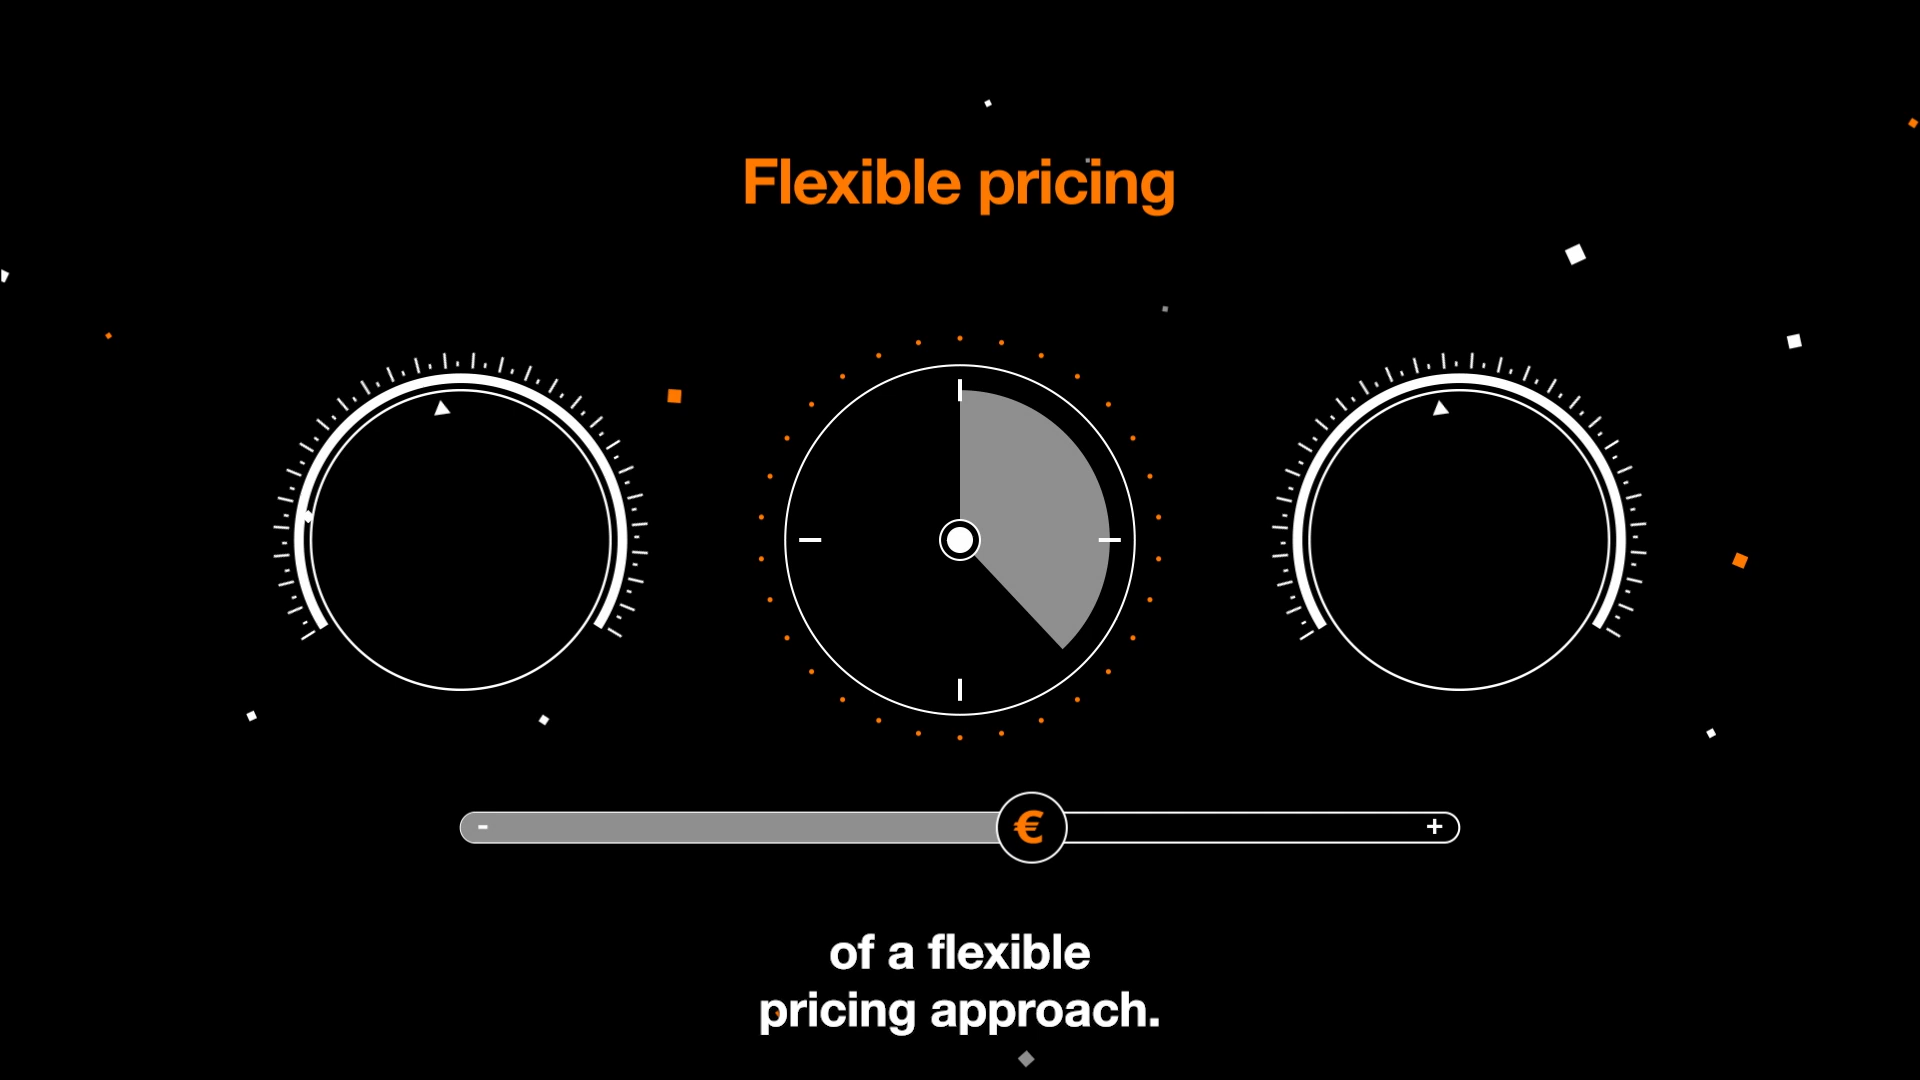 Flexible pricing
- € +
of a flexible
pricing approach.